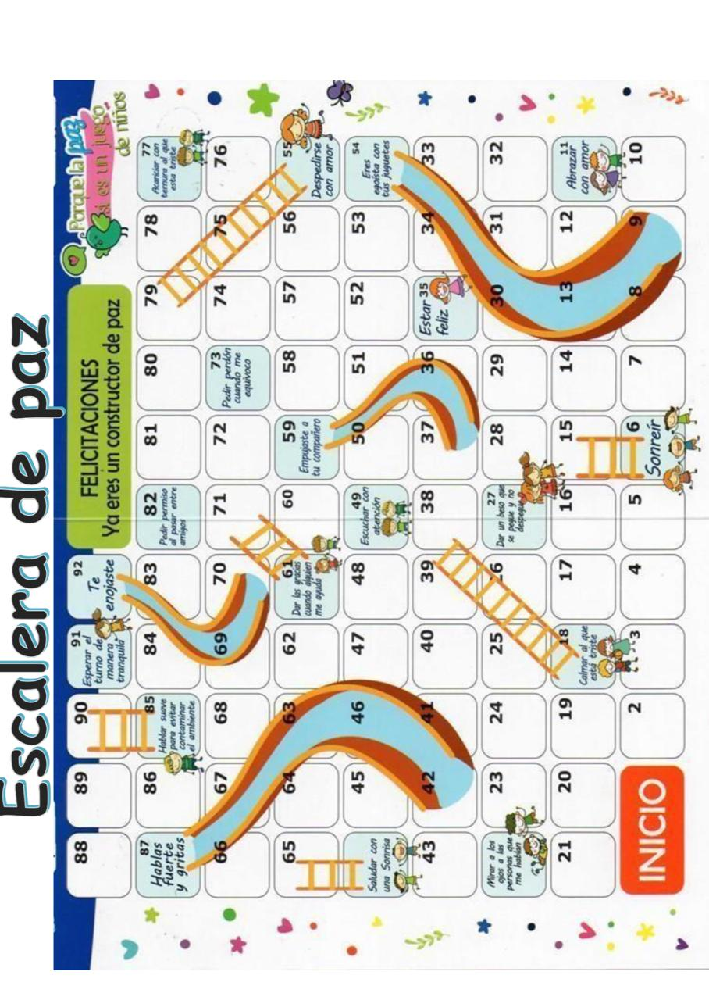 Escalera de paz
88
89
90
91
Esperar el
turno de
manera
tranquila
92
Te
enojaste
FELICITACIONES
Ya eres un constructor de paz
Porque la paz
si es un juego
de niños
87
Hablas
fuerte
y gritas
86
85
Hablar suave
para evitar
contaminar
el ambiente
84
83
82
Pedir permiso
al pasar entre
amigos
81
80
79
78
77
Acariciar con
ternura al que
esta triste
66
67
68
69
70
71
72
73
Pedir perdón
cuando me
equivoco
74
75
76
65
64
63
62
61
Dar las gracias
cuando alguien
me ayuda
60
59
Empujaste a
tu compañero
58
57
56
55
Despedirse
con amor
Saludar con
una Sonrisa
45
46
47
48
49
Escuchar con
atención
50
51
52
53
54
Eres
egoísta con
tus juguetes
43
42
41
40
39
38
37
36
35
Estar
feliz
34
33
Mirar a los
ojos a las
personas que
me hablan
23
24
25
26
27
Dar un beso que
se pegue y no
despegue
28
29
30
31
32
21
20
19
18
Calmar al que
está triste
17
16
15
14
13
12
11
Abrazar
con amor
INICIO
2
3
4
5
6
Sonreír
7
8
9
10